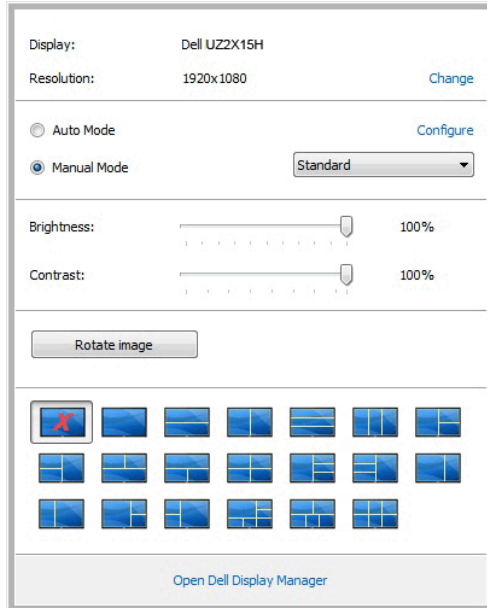 Display: Dell UZ2X15H
Resolution: 1920x1080 Change
Auto Mode Configure
Manual Mode Standard
Brightness: 100%
Contrast: 100%
Rotate image
X
Open Dell Display Manager